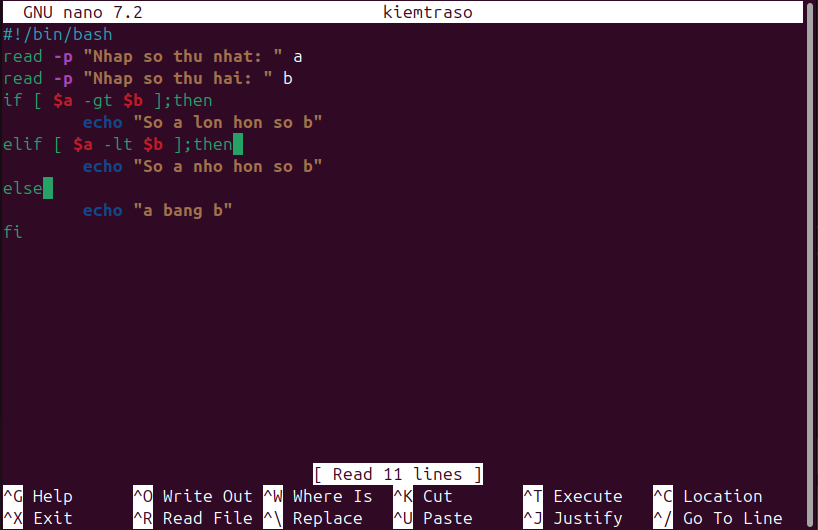 GNU nano 7.2 kiemtraso
#!/bin/bash
read -p "Nhap so thu nhat: " a
read -p "Nhap so thu hai: " b
if [ $a -gt $b ];then
echo "So a lon hon so b"
elif [ $a -lt $b ];then
echo "So a nho hon so b"
else
echo "a bang b"
fi
[ Read 11 lines ]
^G Help ^O Write Out ^W Where Is ^K Cut ^T Execute ^C Location
^X Exit ^R Read File ^\ Replace ^U Paste ^J Justify ^/ Go To Line